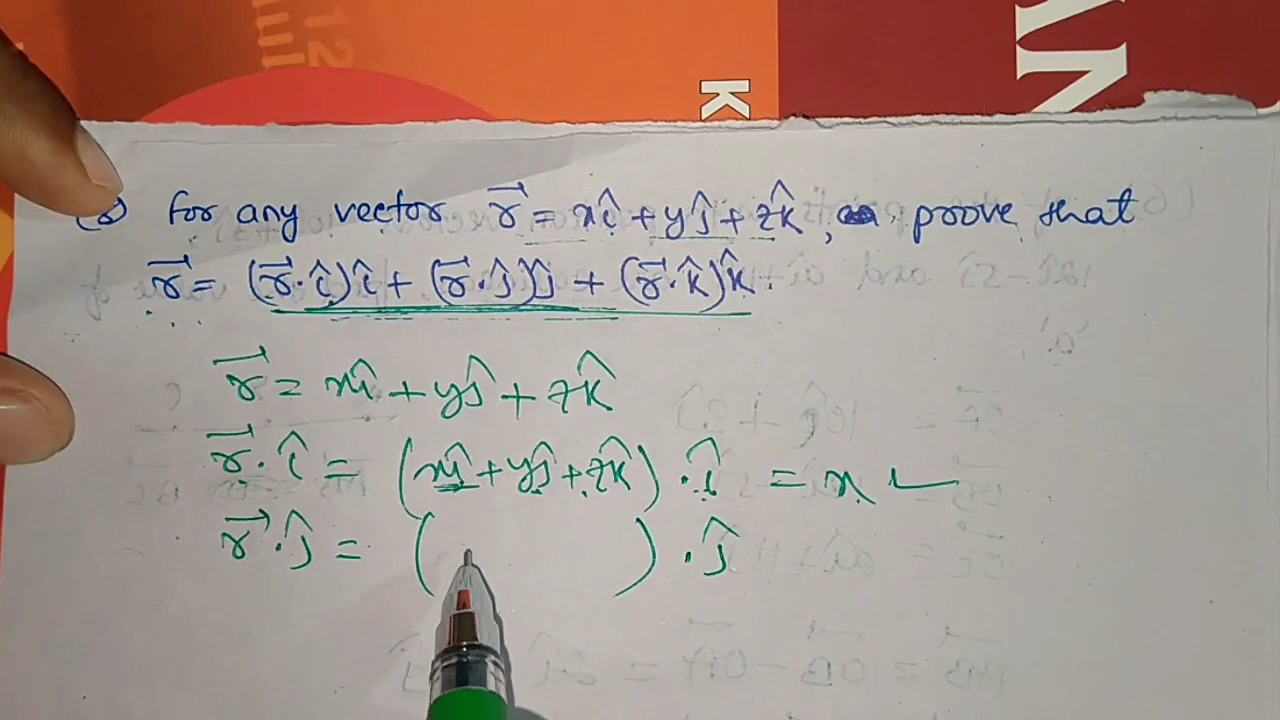 K
for any vector r⃗ = xî + yĵ + zk̂, prove that
r⃗ = (r⃗.î)î + (r⃗.ĵ)ĵ + (r⃗.k̂)k̂.
r⃗ = xî + yĵ + zk̂
r⃗.î = (xî + yĵ + zk̂).î = x
r⃗.ĵ = ( ).ĵ